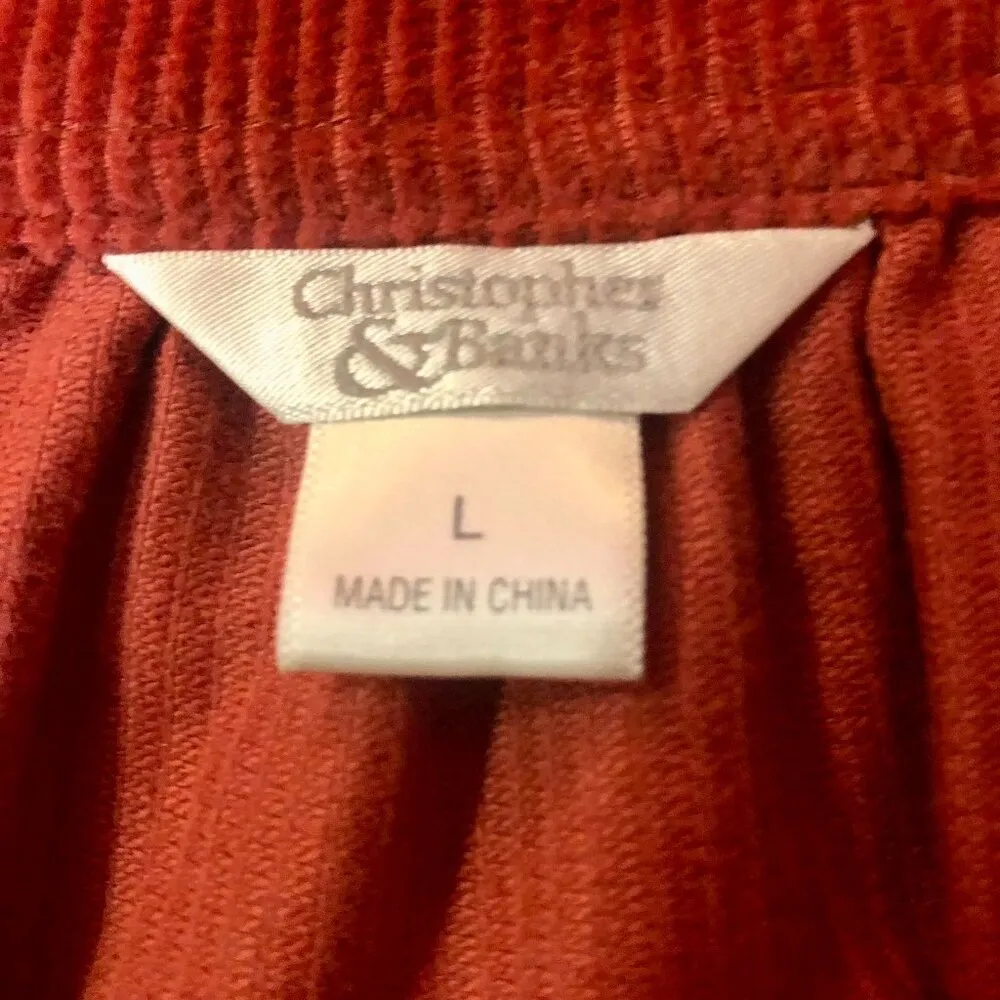 Christopher
& Banks
L
MADE IN CHINA